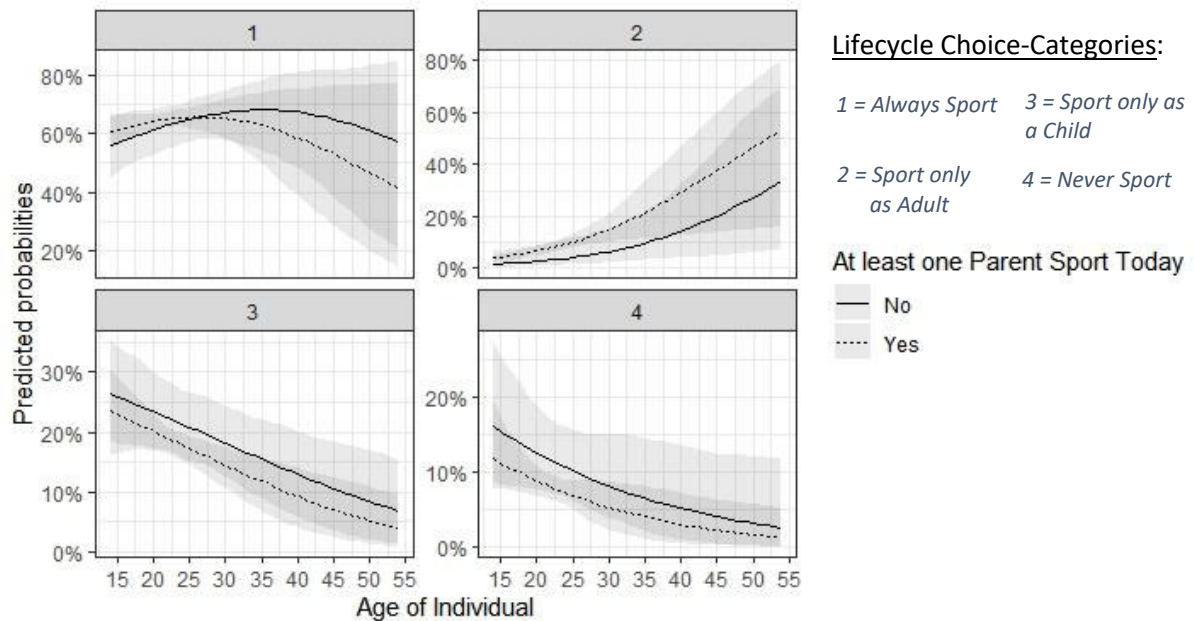 1
2
80%
60%
40%
20%
80%
60%
40%
20%
0%
Predicted probabilities
3
4
30%
20%
10%
0%
20%
10%
0%
15 20 25 30 35 40 45 50 55
15 20 25 30 35 40 45 50 55
Age of Individual
Lifecycle Choice-Categories:
1 = Always Sport
3 = Sport only as
a Child
2 = Sport only
as Adult
4 = Never Sport
At least one Parent Sport Today
No
Yes